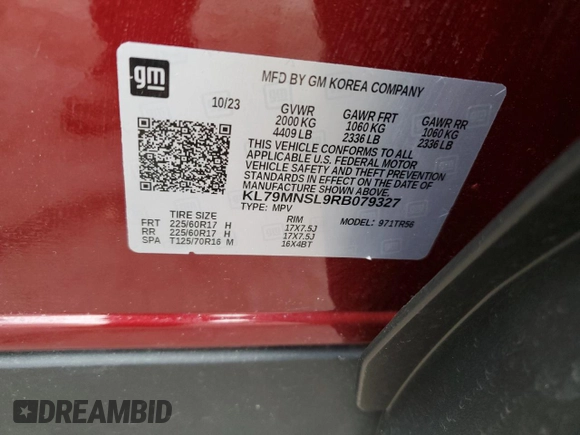 gm
MFD BY GM KOREA COMPANY
10/23 GVWR GAWR FRT GAWR RR
2000 KG 1060 KG 1060 KG
4409 LB 2336 LB 2336 LB
THIS VEHICLE CONFORMS TO ALL
APPLICABLE U.S. FEDERAL MOTOR
VEHICLE SAFETY AND THEFT PREVENTION
STANDARDS IN EFFECT ON THE DATE OF
MANUFACTURE SHOWN ABOVE.
KL79MNSL9RB079327
TYPE: MPV
TIRE SIZE RIM MODEL: 971TR56
FRT 225/60R17 H 17X7.5J
RR 225/60R17 H 17X7.5J
SPA T125/70R16 M 16X4BT
DREAMBID